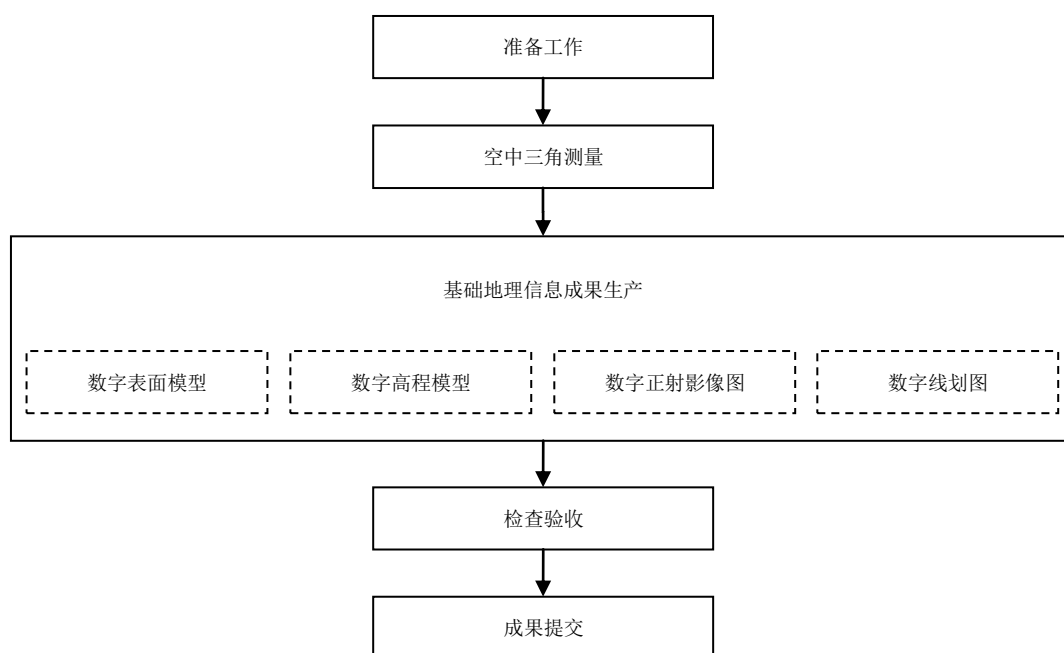 准备工作
空中三角测量
基础地理信息成果生产
数字表面模型
数字高程模型
数字正射影像图
数字线划图
检查验收
成果提交